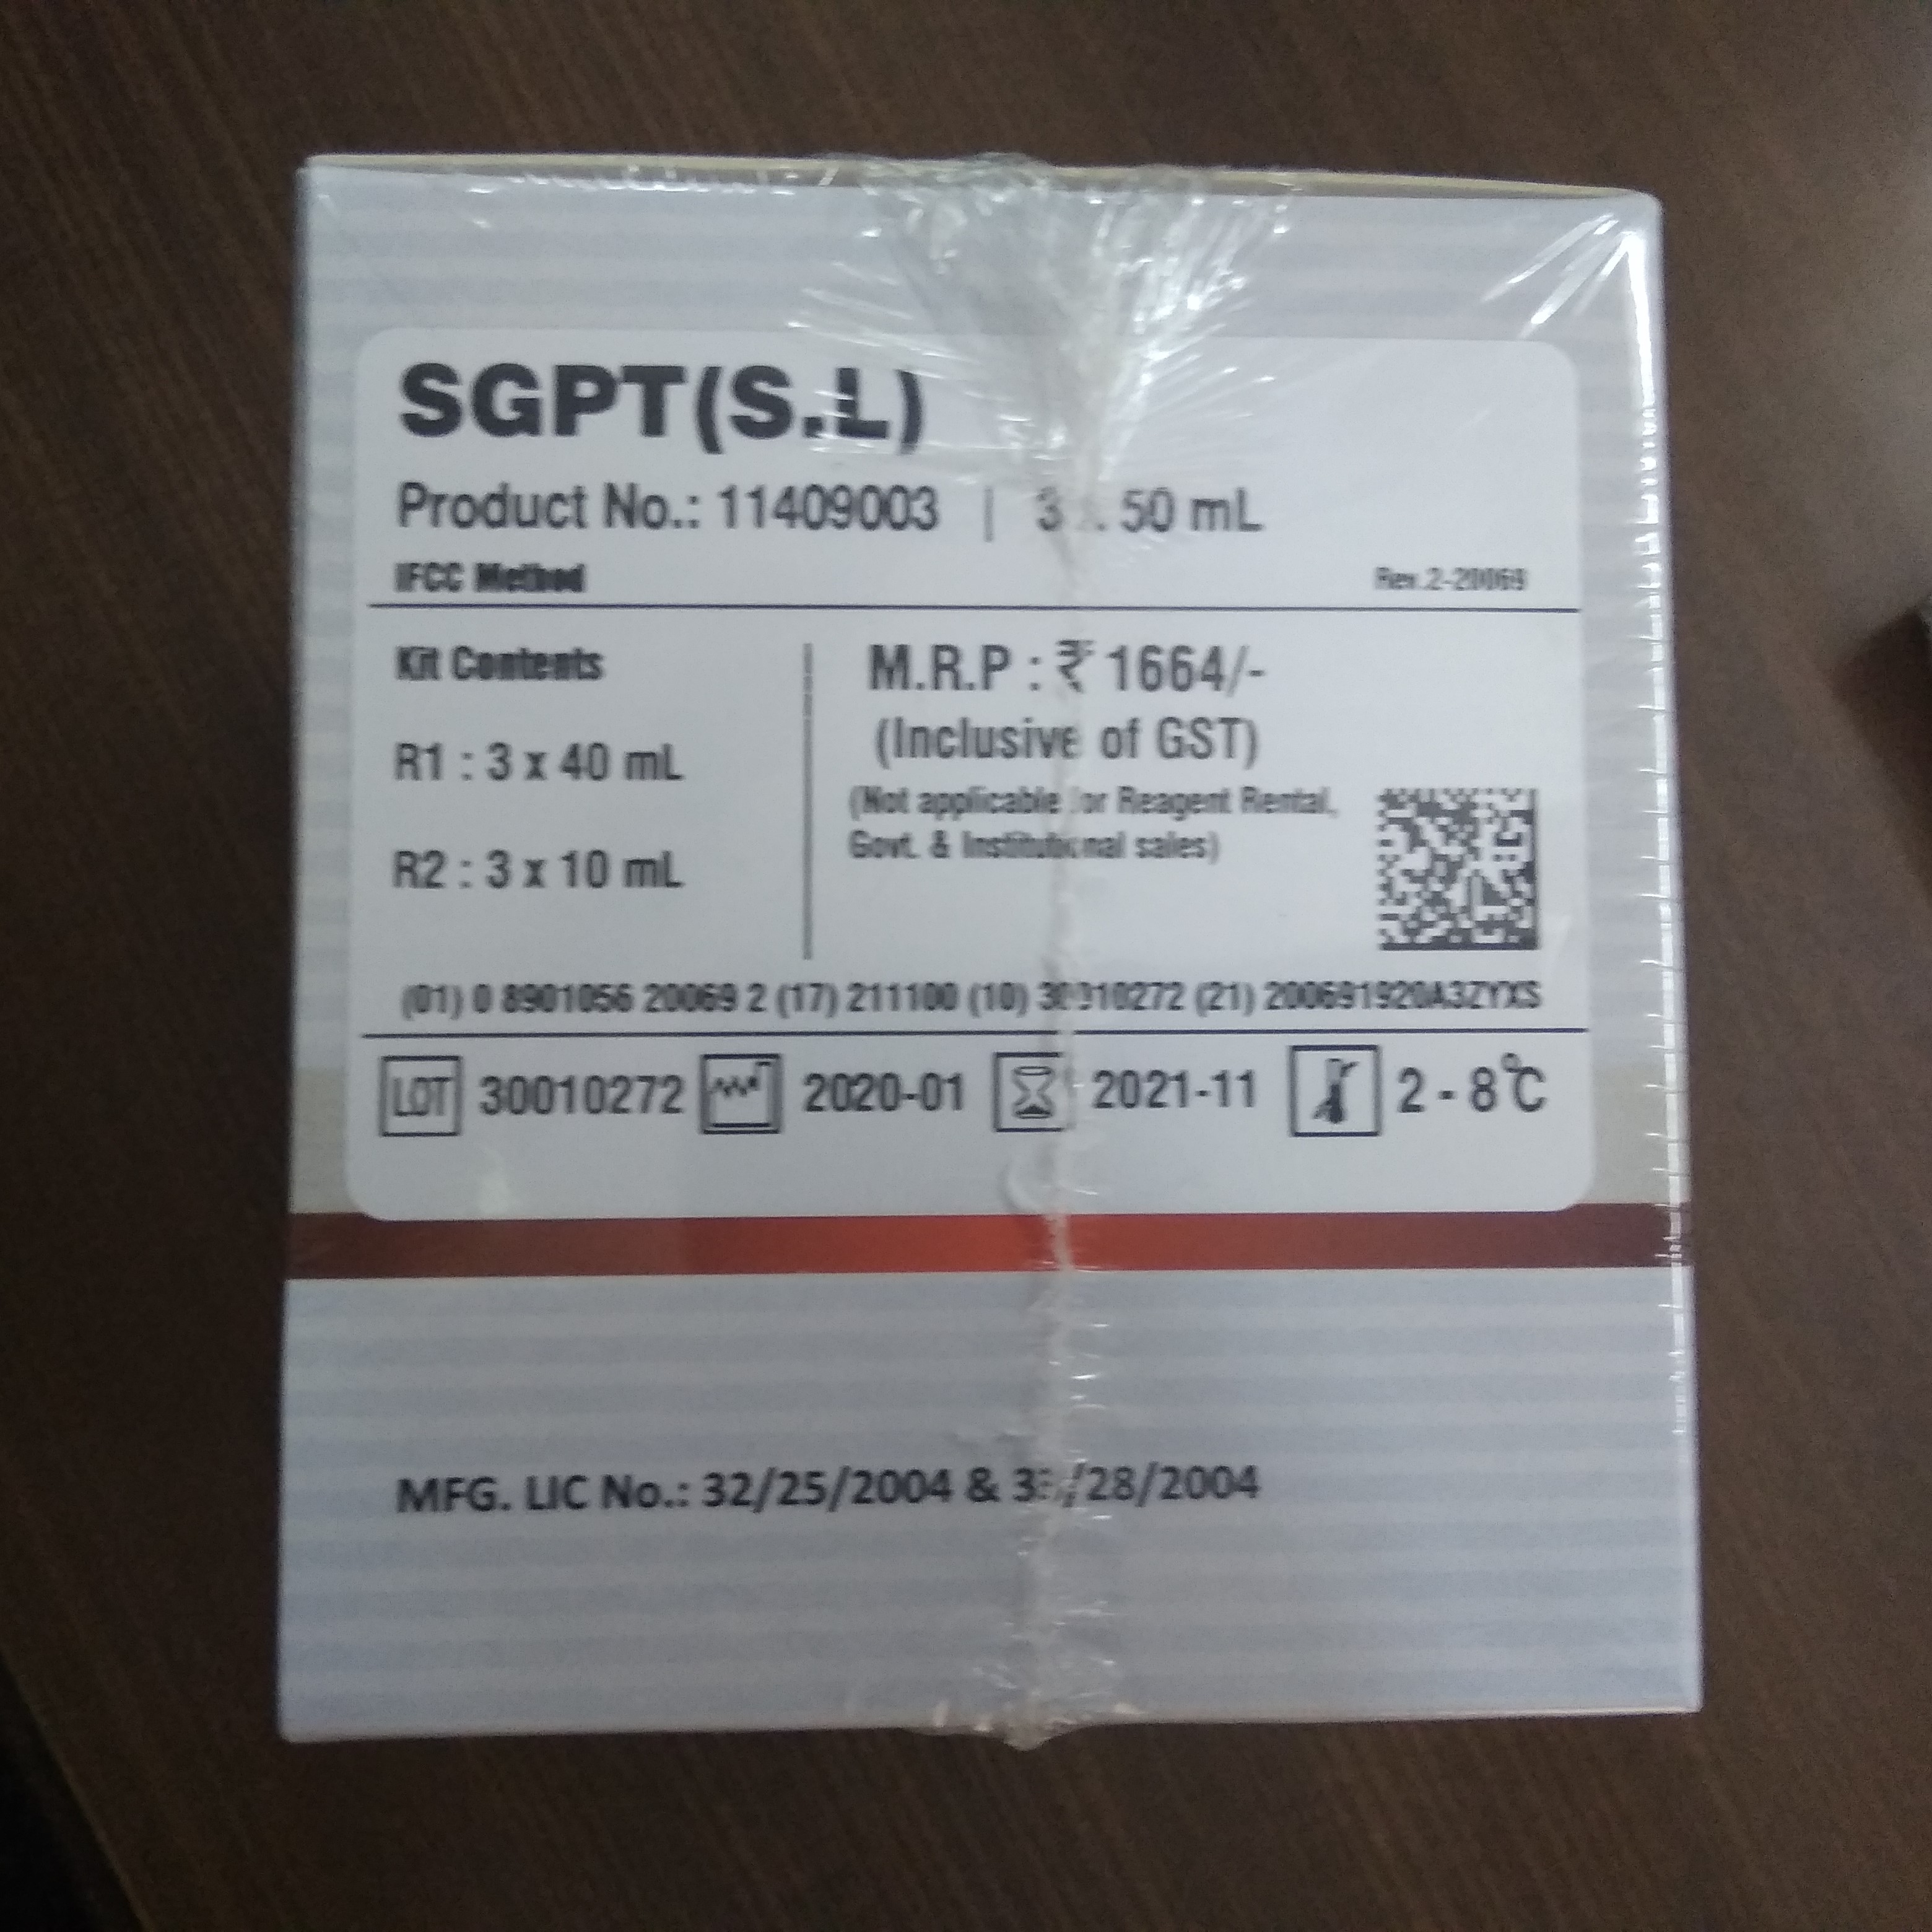 SGPT(S.L)
Product No.: 11409003 | 3 x 50 mL
IFCC Method
Rev.2-20069
Kit Contents
R1 : 3 x 40 mL
R2 : 3 x 10 mL
M.R.P : ₹ 1664/-
(Inclusive of GST)
(Not applicable for Reagent Rental,
Govt. & Institutional sales)
(01) 0 8901056 20069 2 (17) 211100 (10) 30010272 (21) 200691920A3ZYXS
LOT 30010272 2020-01 2021-11 2 - 8°C
MFG. LIC No.: 32/25/2004 & /28/2004